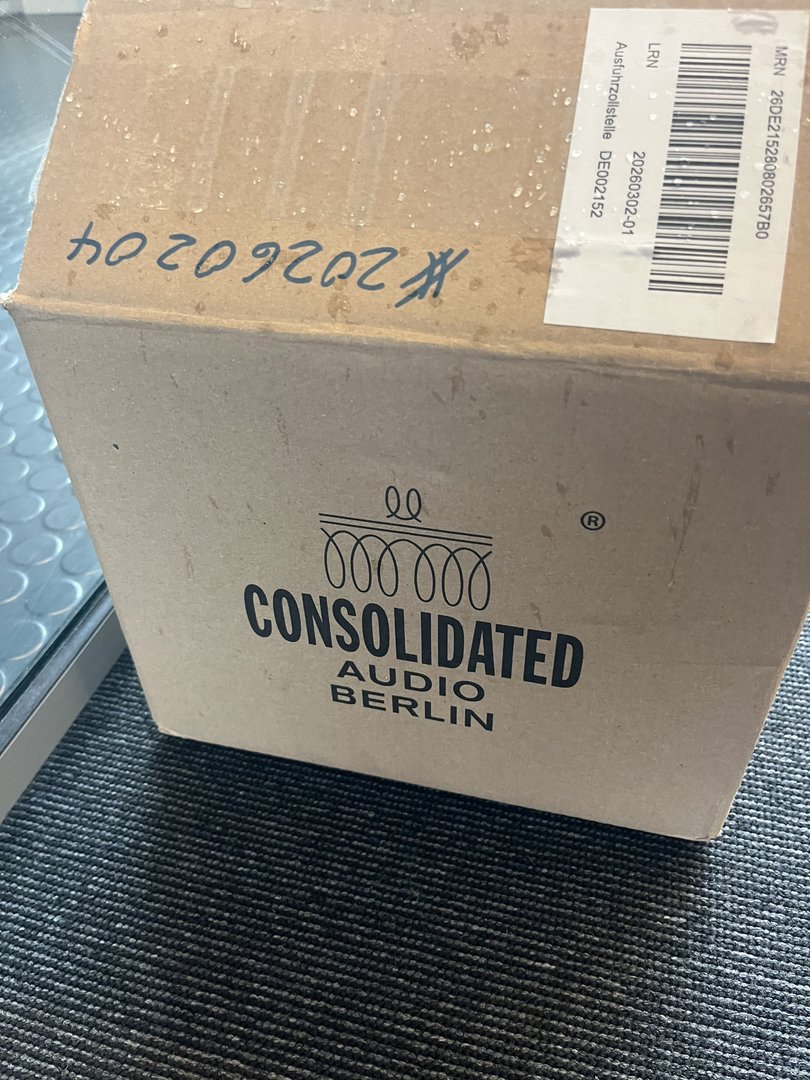 MRN 26DE215280802657B0
LRN 20260302-01
Ausfuhrzollstelle DE002152
#20260204
®
CONSOLIDATED
AUDIO
BERLIN